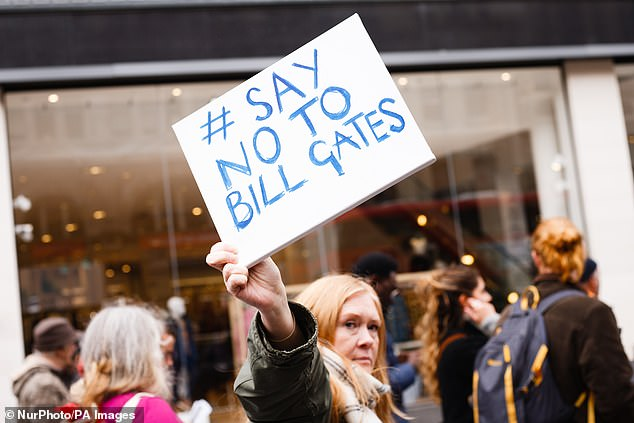 # SAY
NO TO
BILL GATES
© NurPhoto/PA Images